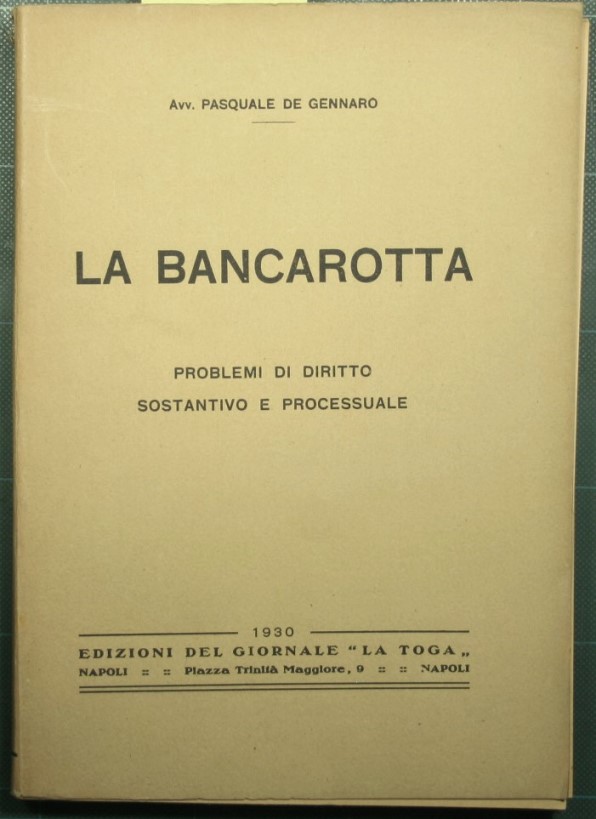 Avv. PASQUALE DE GENNARO
LA BANCAROTTA
PROBLEMI DI DIRITTO
SOSTANTIVO E PROCESSUALE
1930
EDIZIONI DEL GIORNALE " LA TOGA „
NAPOLI :: :: Piazza Trinità Maggiore, 9 :: :: NAPOLI